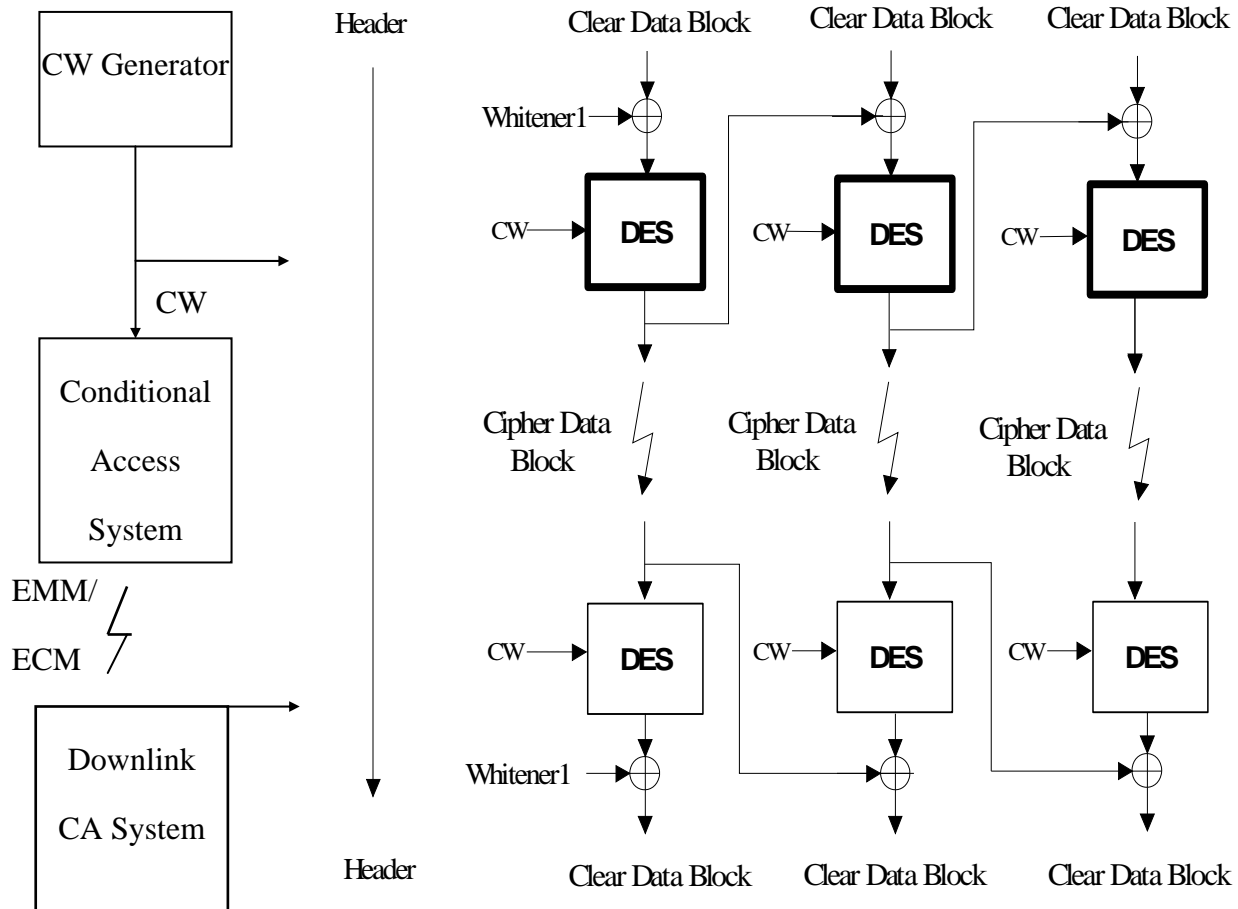 CW Generator
CW
Conditional
Access
System
EMM/
ECM
Downlink
CA System
Header
Header
Clear Data Block
Clear Data Block
Clear Data Block
Whitener1
CW
DES
CW
DES
CW
DES
Cipher Data
Block
Cipher Data
Block
Cipher Data
Block
CW
DES
CW
DES
CW
DES
Whitener1
Clear Data Block
Clear Data Block
Clear Data Block